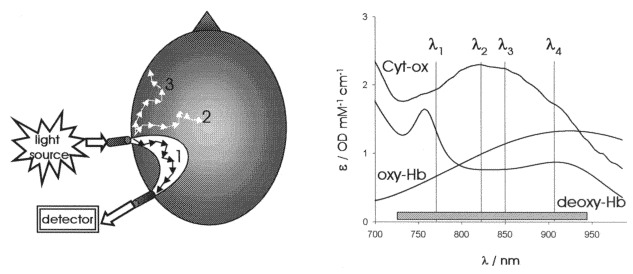 3
2
1
light
source
detector
ε / OD mM⁻¹ cm⁻¹
3
2
1
0
λ₁ λ₂ λ₃ λ₄
Cyt-ox
oxy-Hb
deoxy-Hb
700 750 800 850 900 950
λ / nm